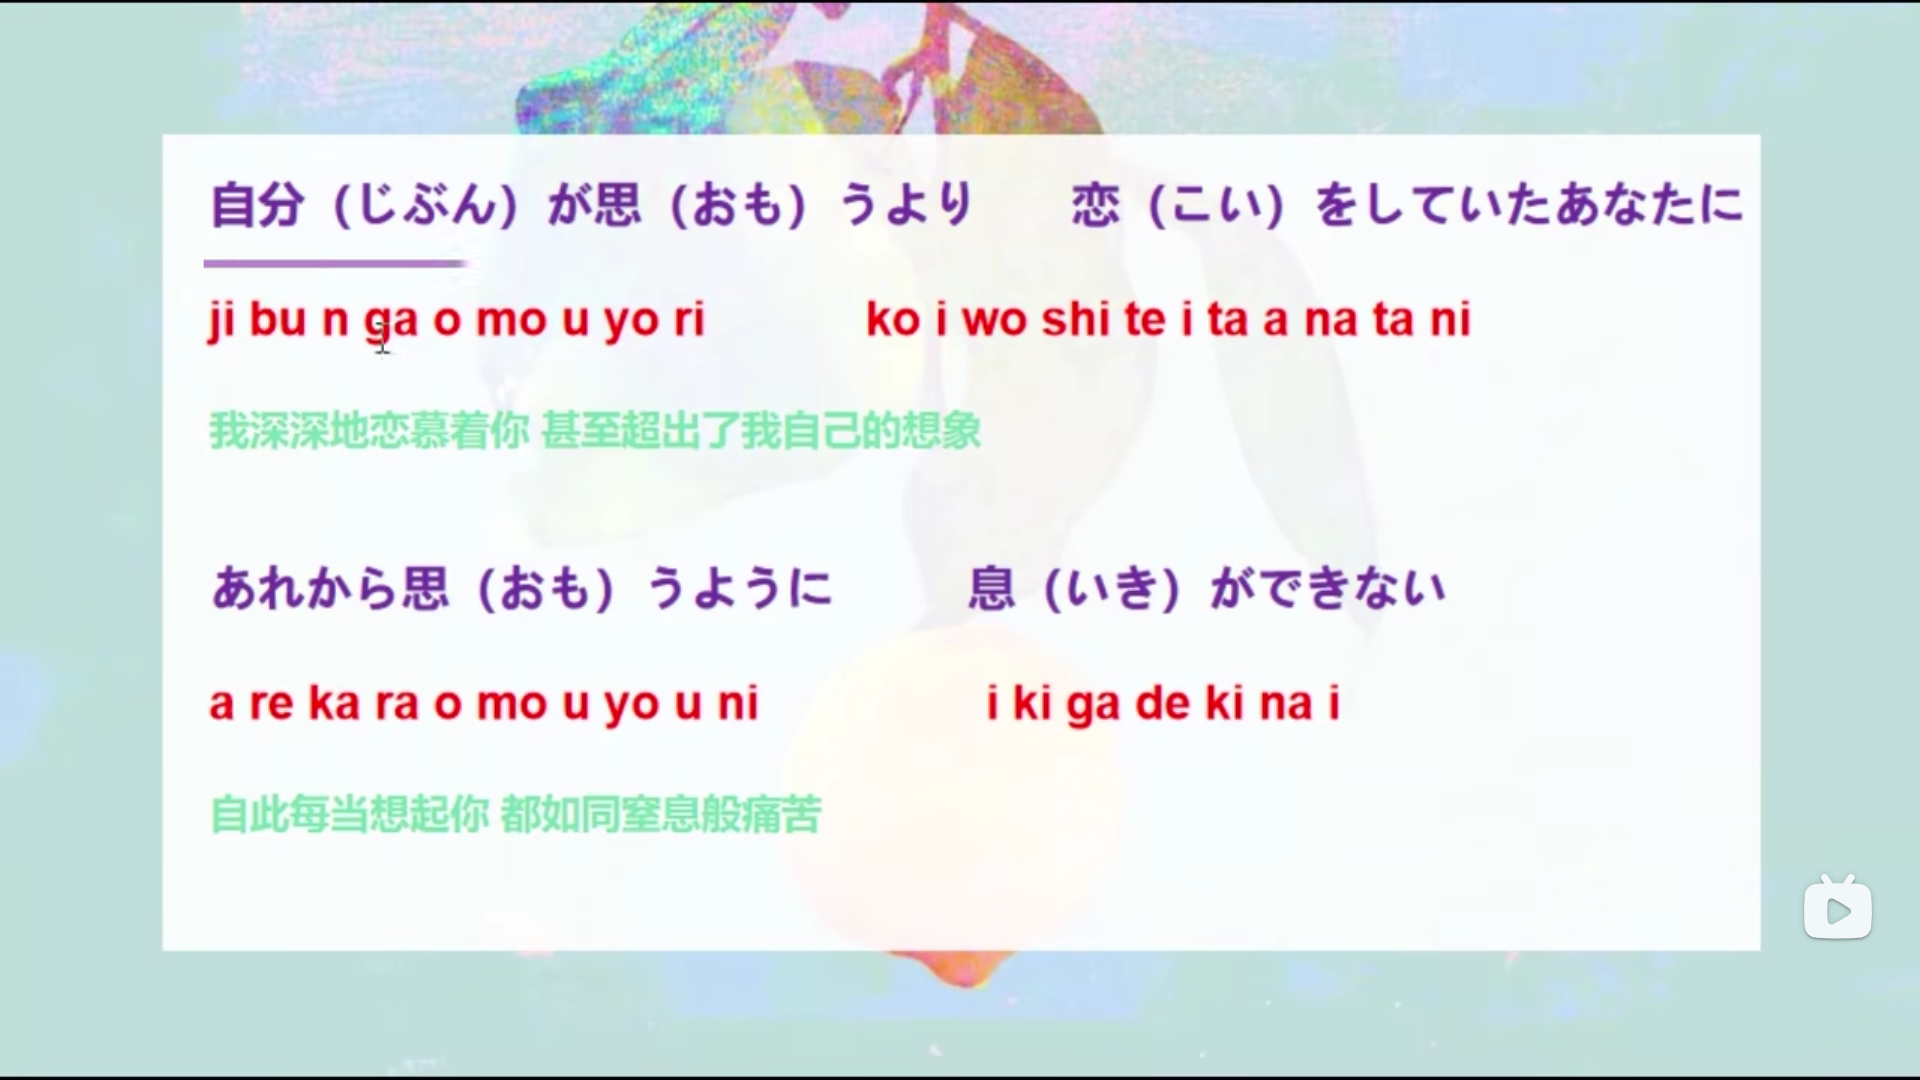 自分（じぶん）が思（おも）うより　　恋（こい）をしていたあなたに
ji bu n ga o mo u yo ri　　ko i wo shi te i ta a na ta ni
我深深地恋慕着你 甚至超出了我自己的想象
あれから思（おも）うように　　息（いき）ができない
a re ka ra o mo u yo u ni　　i ki ga de ki na i
自此每当想起你 都如同窒息般痛苦